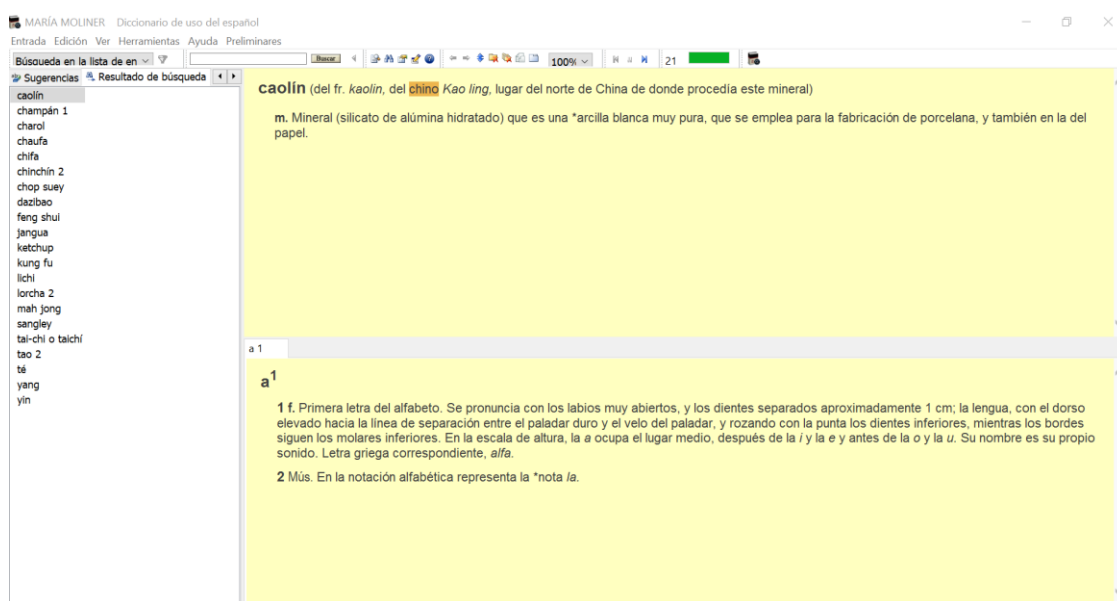 MARÍA MOLINER Diccionario de uso del español
Entrada Edición Ver Herramientas Ayuda Preliminares
Búsqueda en la lista de en Buscar 100% 21
Sugerencias Resultado de búsqueda
caolín
champán 1
charol
chaufa
chifa
chinchín 2
chop suey
dazibao
feng shui
jangua
ketchup
kung fu
lichi
lorcha 2
mah jong
sangley
tai-chi o taichí
tao 2
té
yang
yin
caolín (del fr. kaolin, del chino Kao ling, lugar del norte de China de donde procedía este mineral)
m. Mineral (silicato de alúmina hidratado) que es una *arcilla blanca muy pura, que se emplea para la fabricación de porcelana, y también en la del
papel.
a 1
a1
1 f. Primera letra del alfabeto. Se pronuncia con los labios muy abiertos, y los dientes separados aproximadamente 1 cm; la lengua, con el dorso
elevado hacia la línea de separación entre el paladar duro y el velo del paladar, y rozando con la punta los dientes inferiores, mientras los bordes
siguen los molares inferiores. En la escala de altura, la a ocupa el lugar medio, después de la i y la e y antes de la o y la u. Su nombre es su propio
sonido. Letra griega correspondiente, alfa.
2 Mús. En la notación alfabética representa la *nota la.